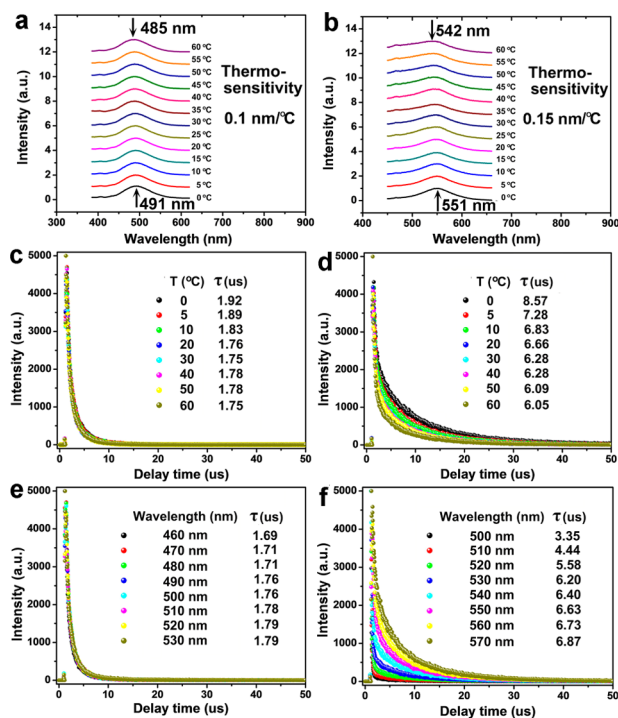 a
485 nm
60 ºC
55 ºC
50 ºC
45 ºC
40 ºC
35 ºC
30 ºC
25 ºC
20 ºC
15 ºC
10 ºC
5 ºC
0 ºC
Thermo-
sensitivity
0.1 nm/ºC
491 nm
Intensity (a.u.)
14
12
10
8
6
4
2
0
300 400 500 600 700 800 900
Wavelength (nm)
b
542 nm
60 ºC
55 ºC
50 ºC
45 ºC
40 ºC
35 ºC
30 ºC
25 ºC
20 ºC
15 ºC
10 ºC
5 ºC
0 ºC
Thermo-
sensitivity
0.15 nm/ºC
551 nm
Intensity (a.u.)
14
12
10
8
6
4
2
0
400 500 600 700 800 900
Wavelength (nm)
c
T (ºC) τ (us)
0 1.92
5 1.89
10 1.83
20 1.76
30 1.75
40 1.78
50 1.78
60 1.75
Intensity (a.u.)
5000
4000
3000
2000
1000
0
0 10 20 30 40 50
Delay time (us)
d
T (ºC) τ (us)
0 8.57
5 7.28
10 6.83
20 6.66
30 6.28
40 6.28
50 6.09
60 6.05
Intensity (a.u.)
5000
4000
3000
2000
1000
0
0 10 20 30 40 50
Delay time (us)
e
Wavelength (nm) τ (us)
460 nm 1.69
470 nm 1.71
480 nm 1.71
490 nm 1.76
500 nm 1.76
510 nm 1.78
520 nm 1.79
530 nm 1.79
Intensity (a.u.)
5000
4000
3000
2000
1000
0
0 10 20 30 40 50
Delay time (us)
f
Wavelength (nm) τ (us)
500 nm 3.35
510 nm 4.44
520 nm 5.58
530 nm 6.20
540 nm 6.40
550 nm 6.63
560 nm 6.73
570 nm 6.87
Intensity (a.u.)
5000
4000
3000
2000
1000
0
0 10 20 30 40 50
Delay time (us)